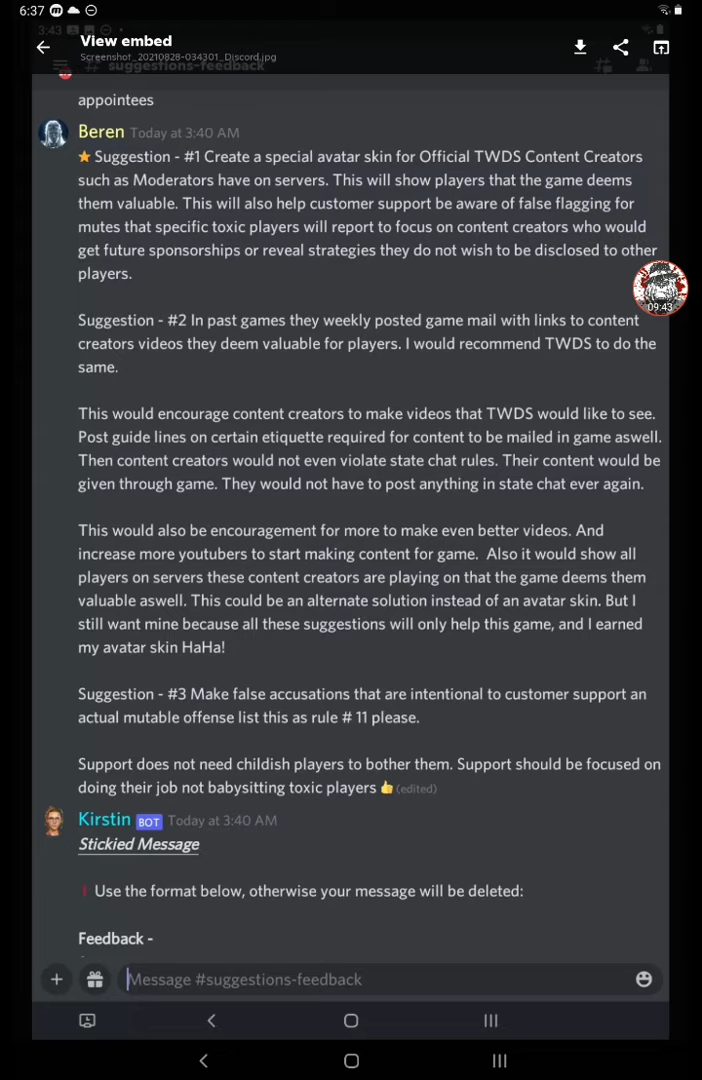 6:37
View embed
Screenshot_20210828-034301_Discord.jpg
3:43
# suggestions-feedback
appointees
Beren Today at 3:40 AM
⭐ Suggestion - #1 Create a special avatar skin for Official TWDS Content Creators
such as Moderators have on servers. This will show players that the game deems
them valuable. This will also help customer support be aware of false flagging for
mutes that specific toxic players will report to focus on content creators who would
get future sponsorships or reveal strategies they do not wish to be disclosed to other
players.
09:43
Suggestion - #2 In past games they weekly posted game mail with links to content
creators videos they deem valuable for players. I would recommend TWDS to do the
same.
This would encourage content creators to make videos that TWDS would like to see.
Post guide lines on certain etiquette required for content to be mailed in game aswell.
Then content creators would not even violate state chat rules. Their content would be
given through game. They would not have to post anything in state chat ever again.
This would also be encouragement for more to make even better videos. And
increase more youtubers to start making content for game. Also it would show all
players on servers these content creators are playing on that the game deems them
valuable aswell. This could be an alternate solution instead of an avatar skin. But I
still want mine because all these suggestions will only help this game, and I earned
my avatar skin HaHa!
Suggestion - #3 Make false accusations that are intentional to customer support an
actual mutable offense list this as rule # 11 please.
Support does not need childish players to bother them. Support should be focused on
doing their job not babysitting toxic players 👍 (edited)
Kirstin BOT Today at 3:40 AM
Stickied Message
❗ Use the format below, otherwise your message will be deleted:
Feedback -
Message #suggestions-feedback